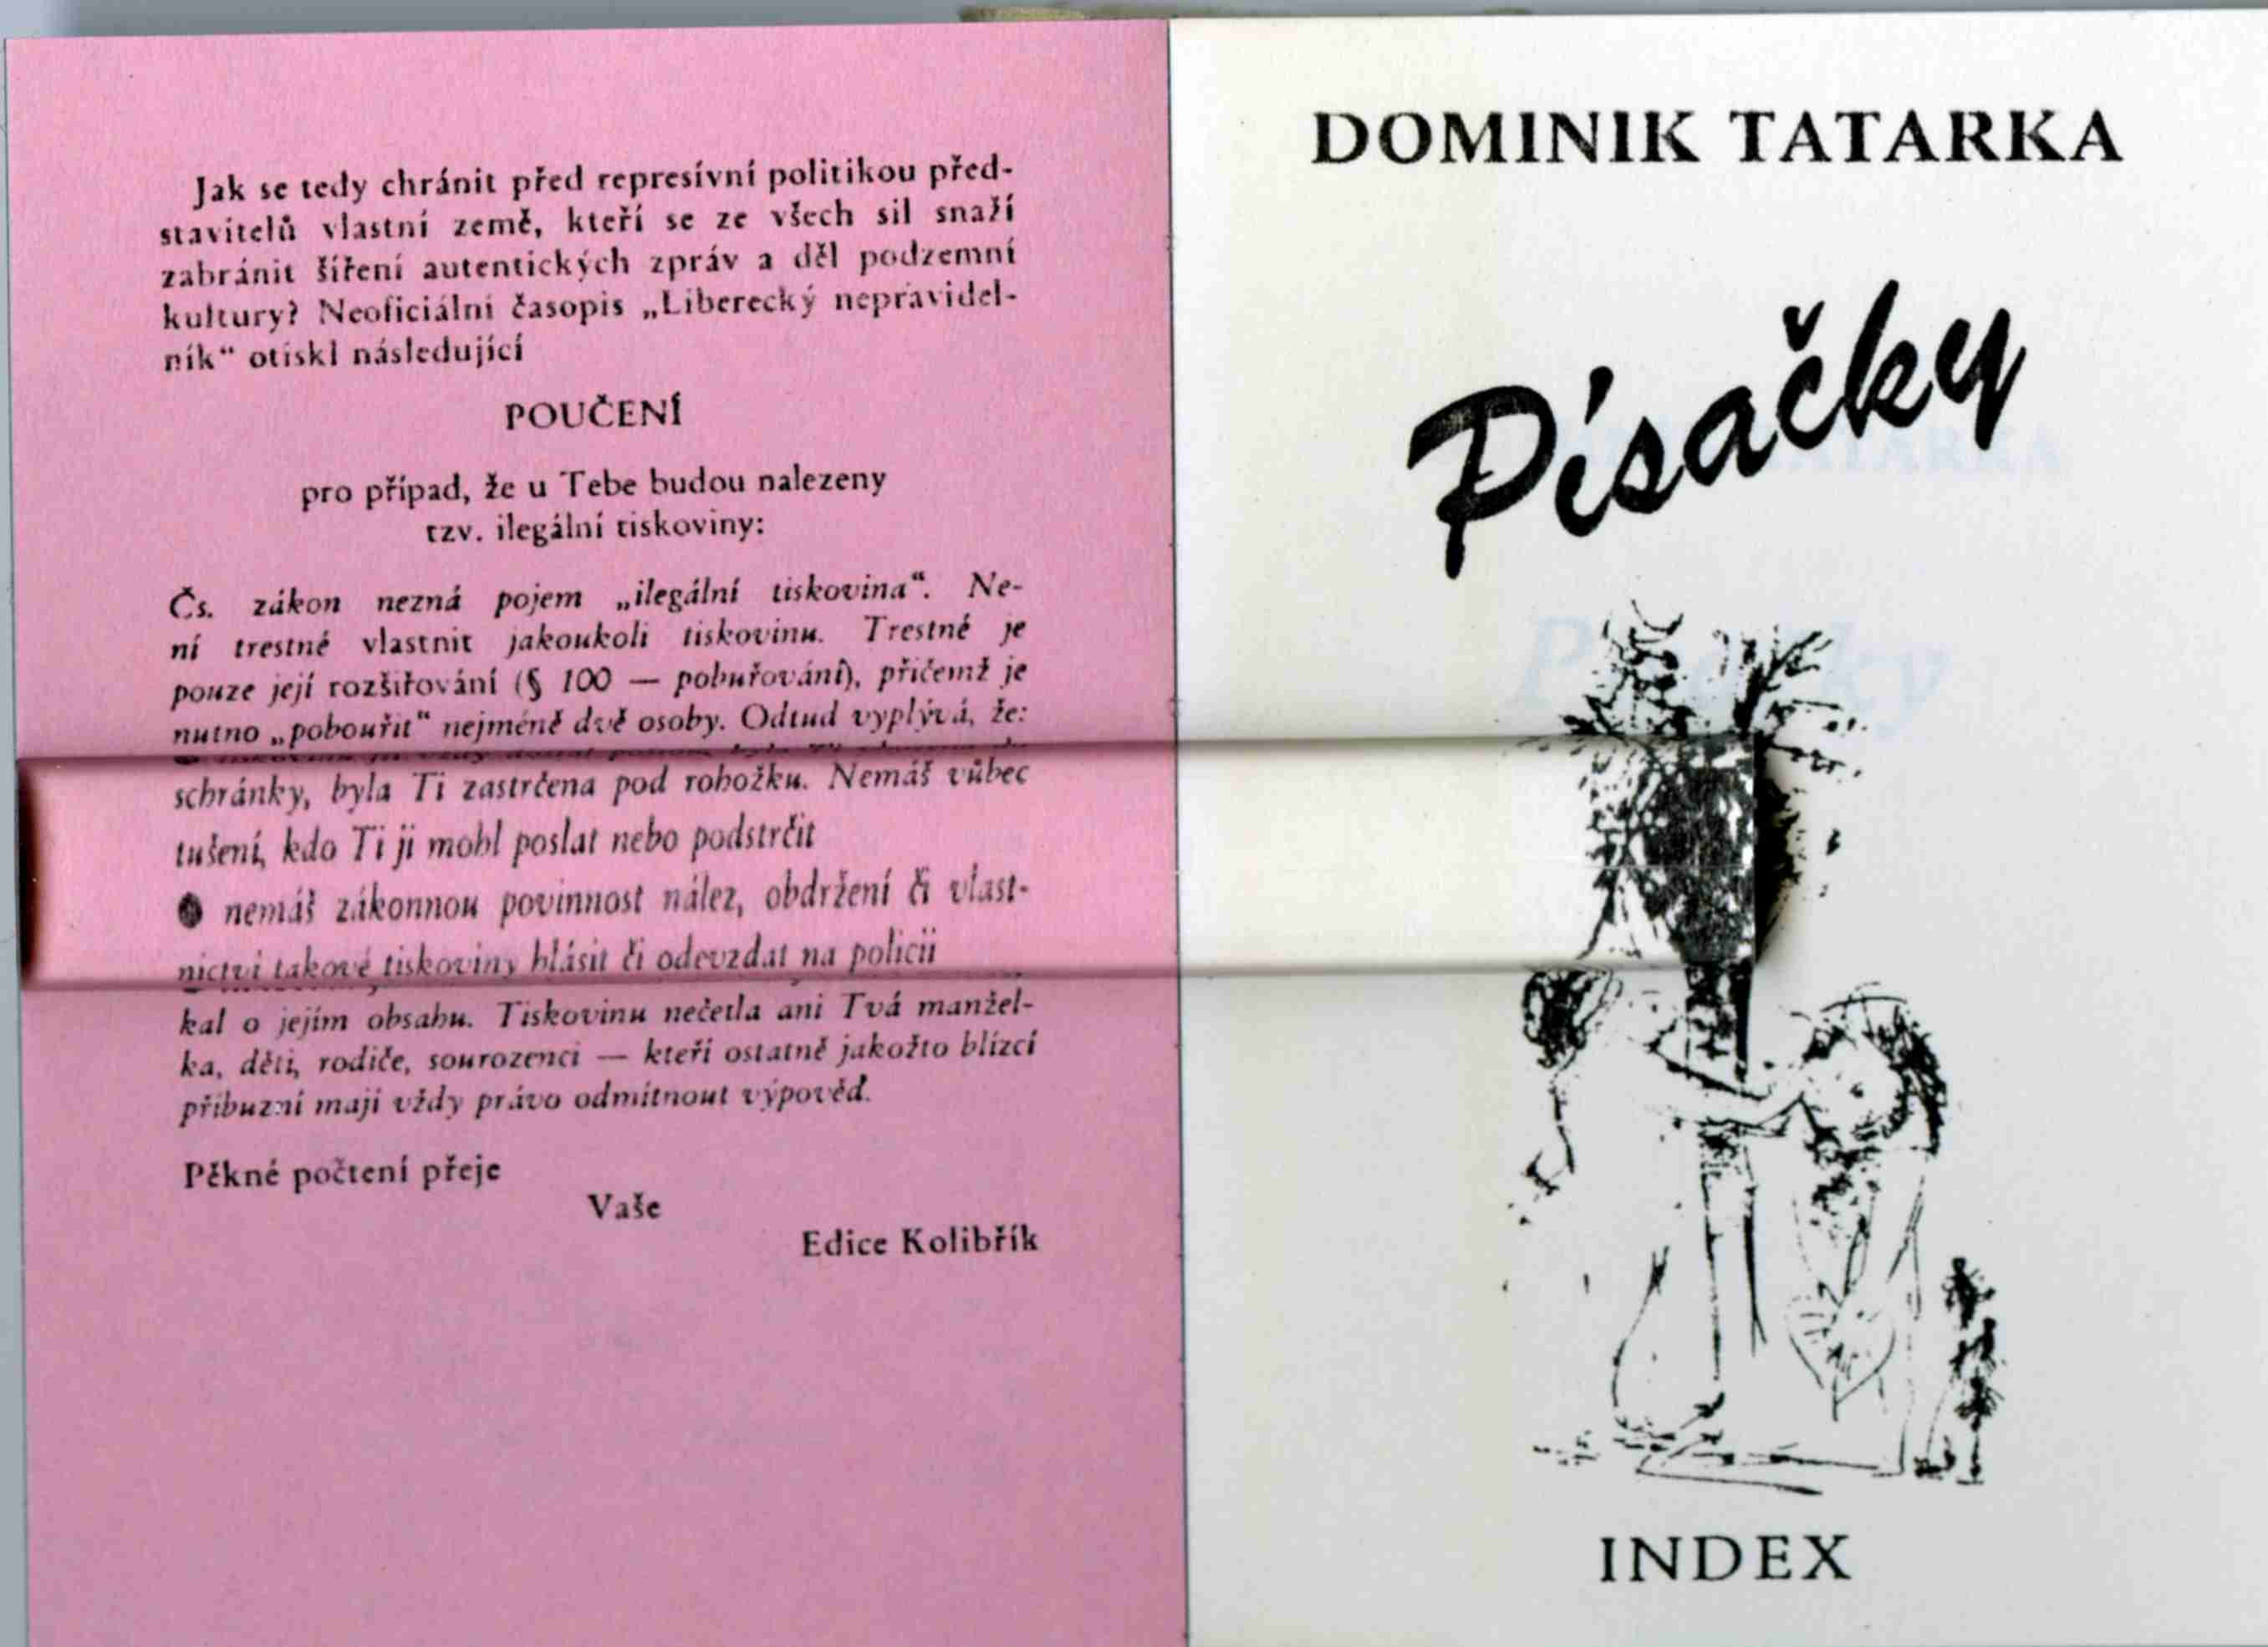 Jak se tedy chránit před represívní politikou před-
stavitelů vlastní země, kteří se ze všech sil snaží
zabránit šíření autentických zpráv a děl podzemní
kultury? Neoficiální časopis „Liberecký nepravidel-
ník“ otiskl následující
POUČENÍ
pro případ, že u Tebe budou nalezeny
tzv. ilegální tiskoviny:
Čs. zákon nezná pojem „ilegální tiskovina“. Ne-
ní trestné vlastnit jakoukoli tiskovinu. Trestné je
pouze její rozšiřování (§ 100 — pobuřování), přičemž je
nutno „pobouřit“ nejméně dvě osoby. Odtud vyplývá, že:
schránky, byla Ti zastrčena pod rohožku. Nemáš vůbec
tušení, kdo Ti ji mohl poslat nebo podstrčit
● nemáš zákonnou povinnost nález, obdržení či vlast-
nictví takové tiskoviny hlásit či odevzdat na policii
kal o jejím obsahu. Tiskovinu nečetla ani Tvá manžel-
ka, děti, rodiče, sourozenci — kteří ostatně jakožto blízcí
příbuzní mají vždy právo odmítnout výpověď.
Pěkné počtení přeje
Vaše
Edice Kolibřík
DOMINIK TATARKA
Písačky
INDEX